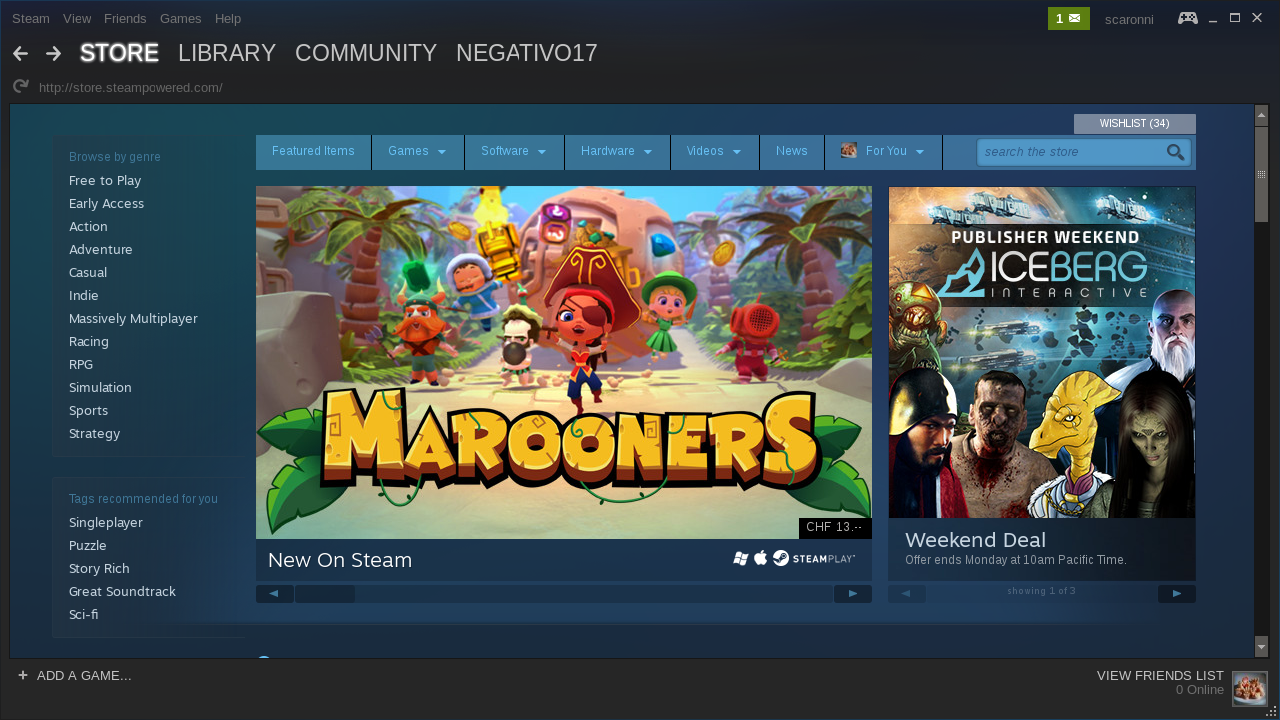 Steam View Friends Games Help
1
scaronni
STORE LIBRARY COMMUNITY NEGATIVO17
http://store.steampowered.com/
WISHLIST (34)
Featured Items Games Software Hardware Videos News For You
search the store
Browse by genre
Free to Play
Early Access
Action
Adventure
Casual
Indie
Massively Multiplayer
Racing
RPG
Simulation
Sports
Strategy
Tags recommended for you
Singleplayer
Puzzle
Story Rich
Great Soundtrack
Sci-fi
MAROONERS
CHF 13.--
New On Steam
STEAMPLAY
PUBLISHER WEEKEND
ICEBERG
INTERACTIVE
Weekend Deal
Offer ends Monday at 10am Pacific Time.
showing 1 of 3
+ ADD A GAME...
VIEW FRIENDS LIST
0 Online